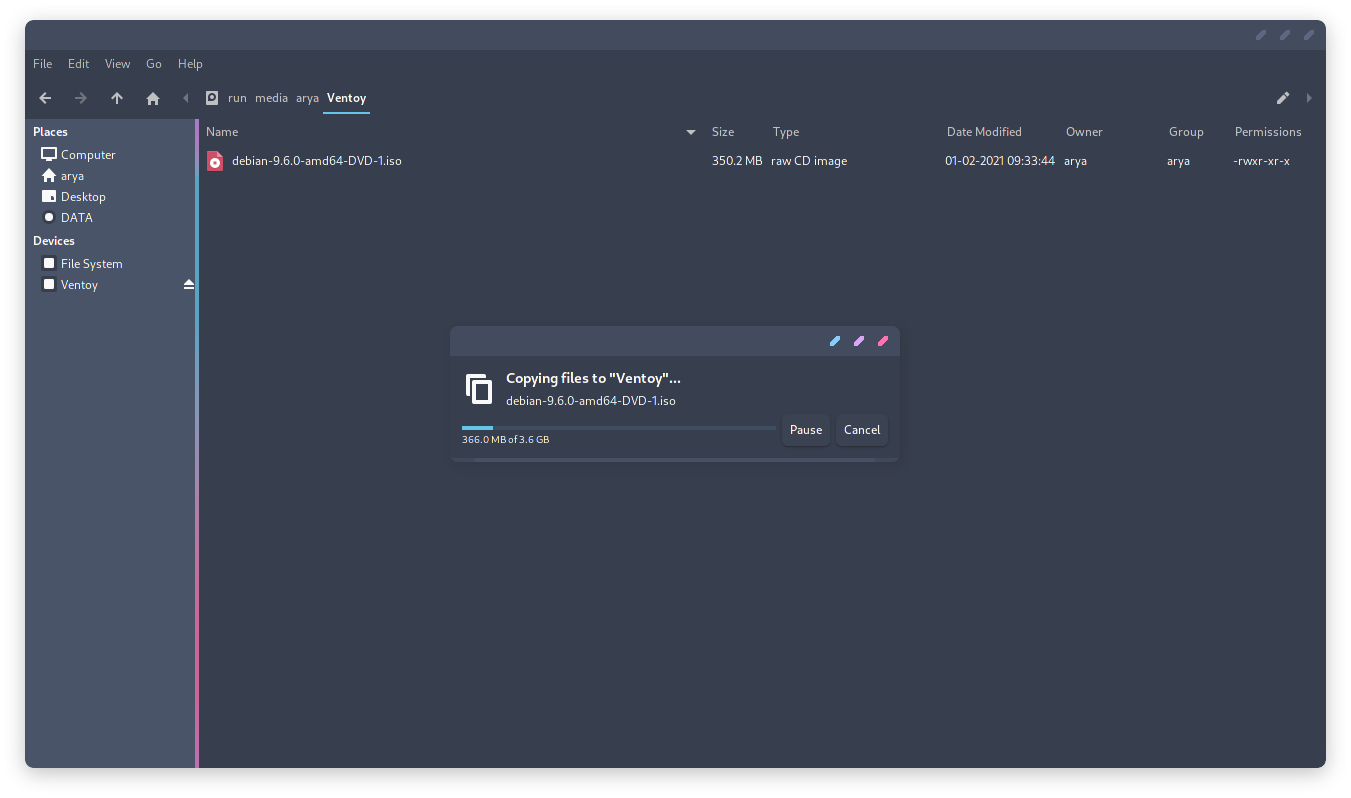 File Edit View Go Help
run media arya Ventoy
Places
Computer
arya
Desktop
DATA
Devices
File System
Ventoy
Name Size Type Date Modified Owner Group Permissions
debian-9.6.0-amd64-DVD-1.iso 350.2 MB raw CD image 01-02-2021 09:33:44 arya arya -rwxr-xr-x
Copying files to "Ventoy"...
debian-9.6.0-amd64-DVD-1.iso
366.0 MB of 3.6 GB
Pause Cancel